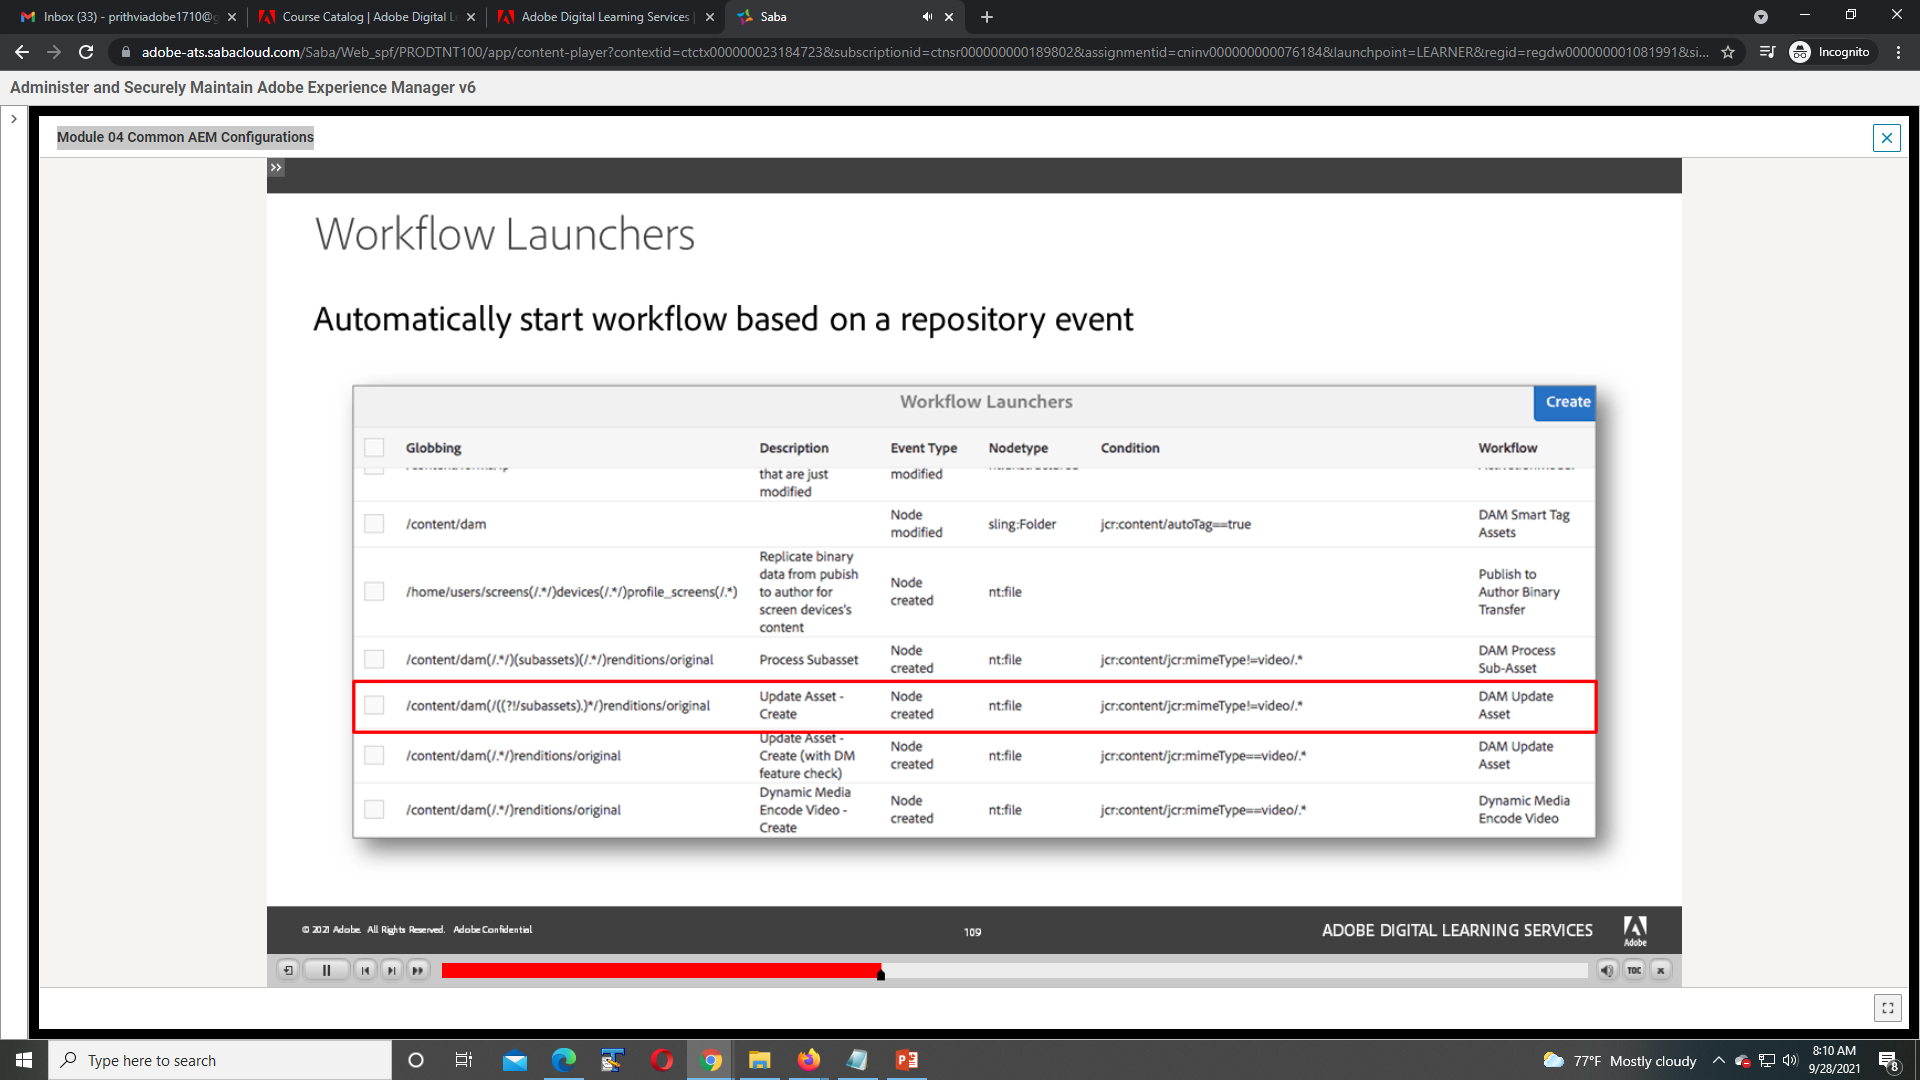 Inbox (33) - prithviadobe1710@g
Course Catalog | Adobe Digital L
Adobe Digital Learning Services |
Saba
adobe-ats.sabacloud.com/Saba/Web_spf/PRODTNT100/app/content-player?contextid=ctctx000000023184723&subscriptionid=ctnsr0000000000189802&assignmentid=cninv000000000076184&launchpoint=LEARNER&regid=regdw000000001081991&si...
Incognito
Administer and Securely Maintain Adobe Experience Manager v6
Module 04 Common AEM Configurations
Workflow Launchers
Automatically start workflow based on a repository event
Workflow Launchers
Create
Globbing Description Event Type Nodetype Condition Workflow
that are just modified
modified
/content/dam Node sling:Folder jcr:content/autoTag==true DAM Smart Tag
modified Assets
Replicate binary
data from pubish
/home/users/screens(/.*/)devices(/.*/)profile_screens(/.*) to author for Node nt:file Publish to
screen devices's created Author Binary
content Transfer
/content/dam(/.*/)(subassets)(/.*/)renditions/original Process Subasset Node nt:file jcr:content/jcr:mimeType!=video/.* DAM Process
created Sub-Asset
/content/dam(/((?!/subassets).)*/)renditions/original Update Asset - Node nt:file jcr:content/jcr:mimeType!=video/.* DAM Update
Create created Asset
Update Asset -
/content/dam(/.*/)renditions/original Create (with DM Node nt:file jcr:content/jcr:mimeType==video/.* DAM Update
feature check) created Asset
Dynamic Media
/content/dam(/.*/)renditions/original Encode Video - Node nt:file jcr:content/jcr:mimeType==video/.* Dynamic Media
Create created Encode Video
© 2021 Adobe. All Rights Reserved. Adobe Confidential
109
ADOBE DIGITAL LEARNING SERVICES
Adobe
TOC
Type here to search
77°F Mostly cloudy
8:10 AM
9/28/2021
8